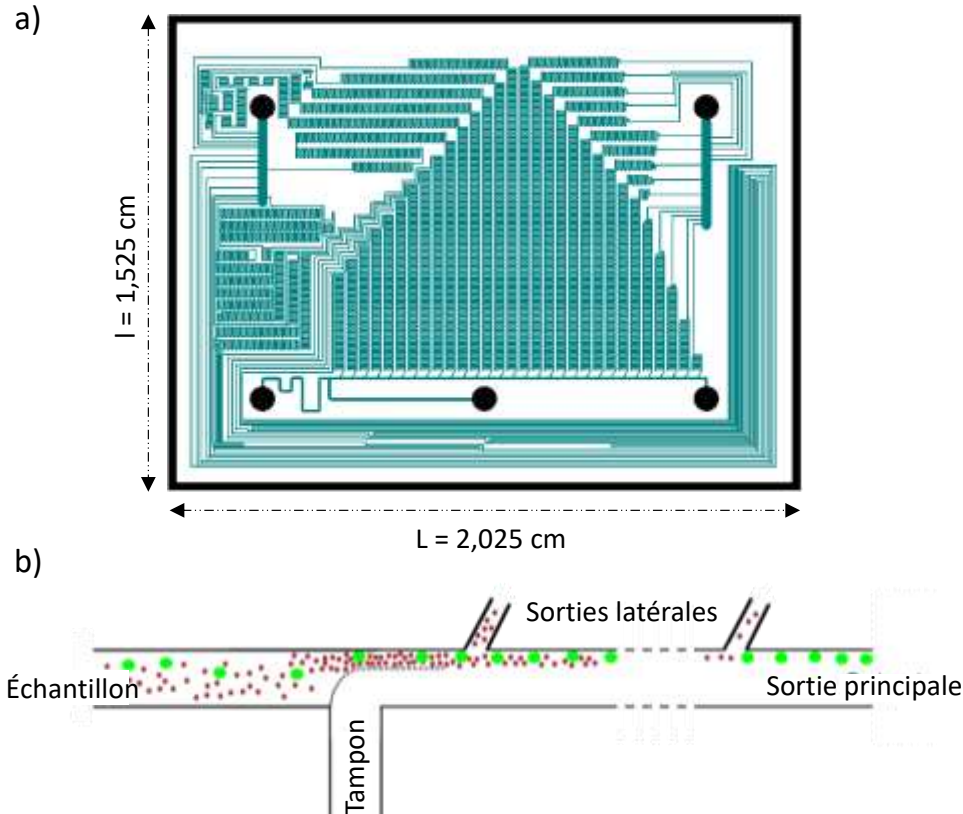 a)
l = 1,525 cm
L = 2,025 cm
b)
Sorties latérales
Échantillon
Sortie principale
Tampon